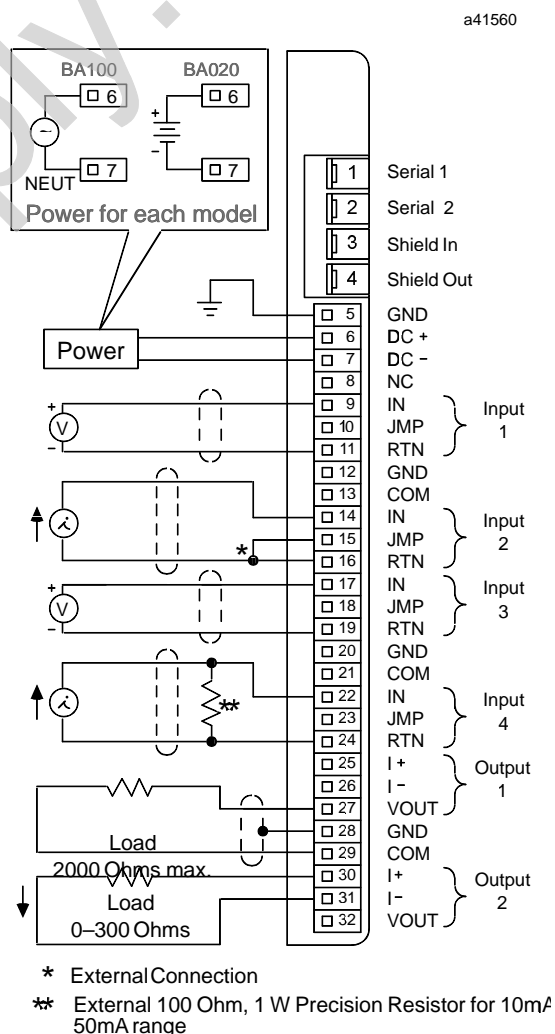 a41560
BA100 BA020
6 6
+
–
7 7
NEUT
Power for each model
Power
1 Serial 1
2 Serial 2
3 Shield In
4 Shield Out
5 GND
6 DC +
7 DC –
8 NC
+ V – 9 IN
10 JMP Input 1
11 RTN
12 GND
13 COM
i 14 IN
* 15 JMP Input 2
16 RTN
+ V – 17 IN
18 JMP Input 3
19 RTN
20 GND
21 COM
i 22 IN
** 23 JMP Input 4
24 RTN
25 I +
26 I – Output 1
27 VOUT
28 GND
29 COM
Load
2000 Ohms max.
30 I+
31 I– Output 2
32 VOUT
Load
0–300 Ohms
* External Connection
** External 100 Ohm, 1 W Precision Resistor for 10mA
50mA range